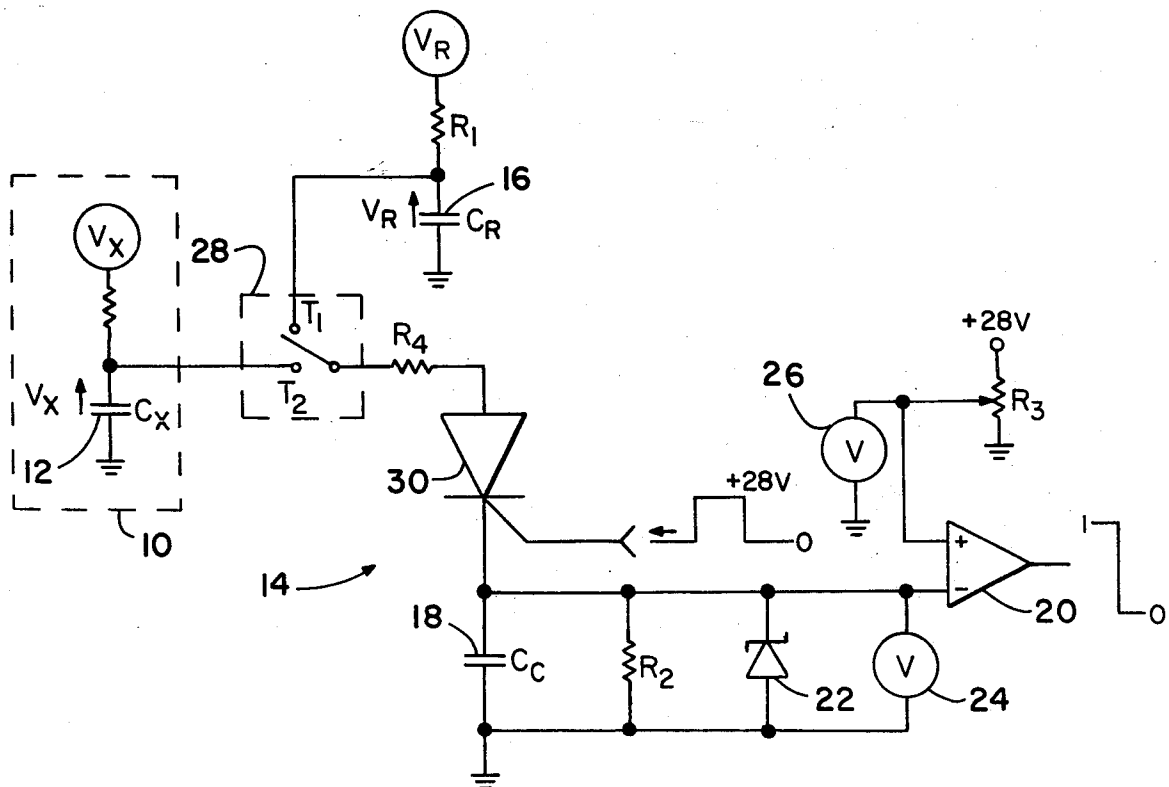 V_R
R_1
16
V_R
C_R
V_X
28
T_1
R_4
T_2
V_X
C_X
12
10
+28V
26
R_3
V
30
+28V
0
+
1
14
−
20
0
18
C_C
R_2
22
V
24